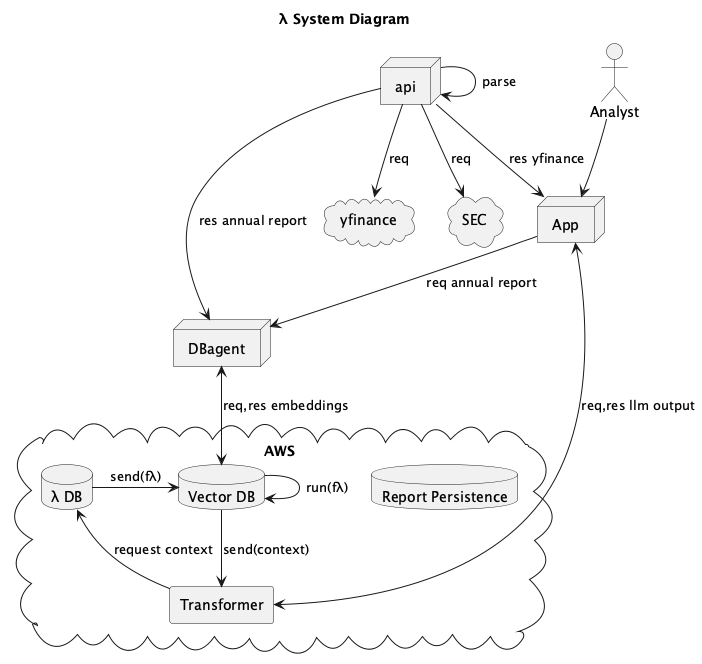 λ System Diagram
api
parse
Analyst
req
req
res yfinance
res annual report
yfinance
SEC
App
req annual report
DBagent
req,res embeddings
req,res llm output
AWS
λ DB
send(fλ)
Vector DB
run(fλ)
Report Persistence
request context
send(context)
Transformer